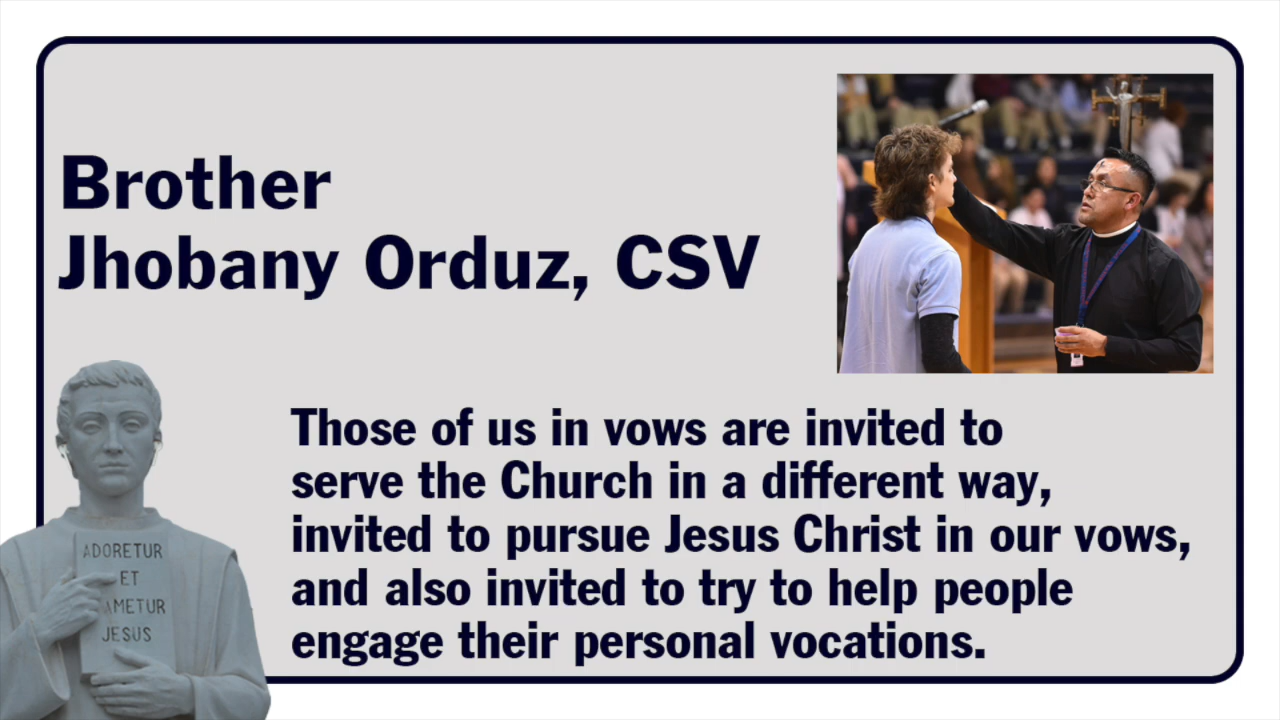 Brother
Jhobany Orduz, CSV
Those of us in vows are invited to
serve the Church in a different way,
invited to pursue Jesus Christ in our vows,
and also invited to try to help people
engage their personal vocations.
ADORETUR
ET
AMETUR
JESUS